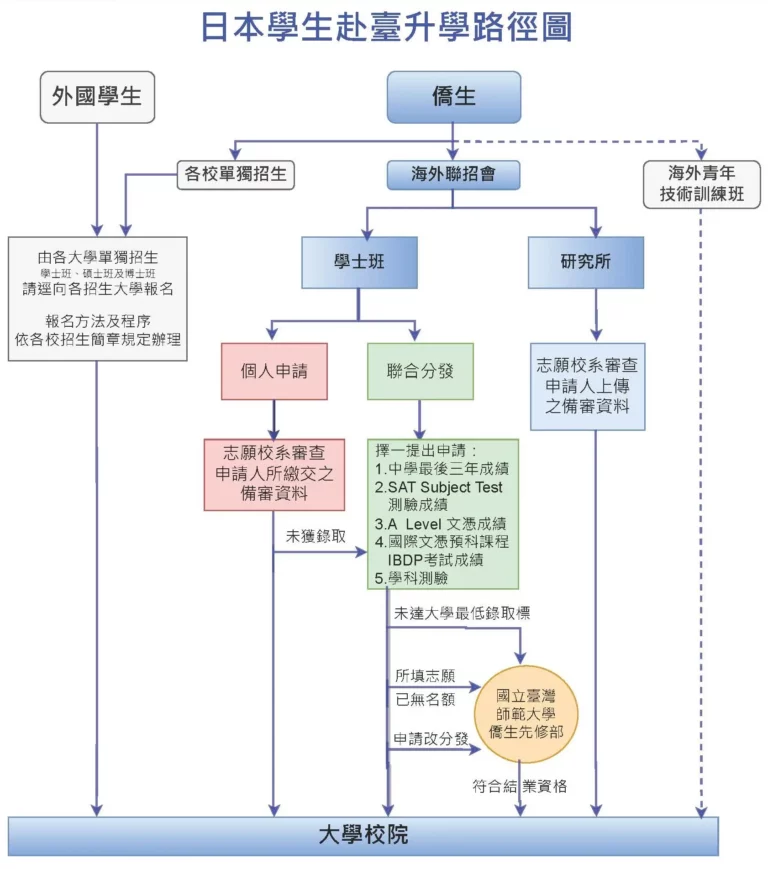 日本學生赴臺升學路徑圖
外國學生
僑生
各校單獨招生
海外聯招會
海外青年
技術訓練班
由各大學單獨招生
學士班、碩士班及博士班
請逕向各招生大學報名
報名方法及程序
依各校招生簡章規定辦理
學士班
研究所
個人申請
聯合分發
志願校系審查
申請人上傳
之備審資料
志願校系審查
申請人所繳交之
備審資料
擇一提出申請：
1.中學最後三年成績
2.SAT Subject Test
測驗成績
3.A Level 文憑成績
4.國際文憑預科課程
IBDP考試成績
5.學科測驗
未獲錄取
未達大學最低錄取標
所填志願
已無名額
申請改分發
國立臺灣
師範大學
僑生先修部
符合結業資格
大學校院